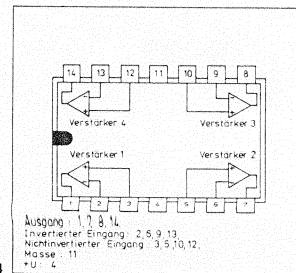 14 13 12 11 10 9 8
Verstärker 4 Verstärker 3
Verstärker 1 Verstärker 2
1 2 3 4 5 6 7
Ausgang : 1,7, 8, 14,
Invertierter Eingang : 2,6,9,13,
Nichtinvertierter Eingang : 3,5,10,12,
Masse : 11
+U : 4